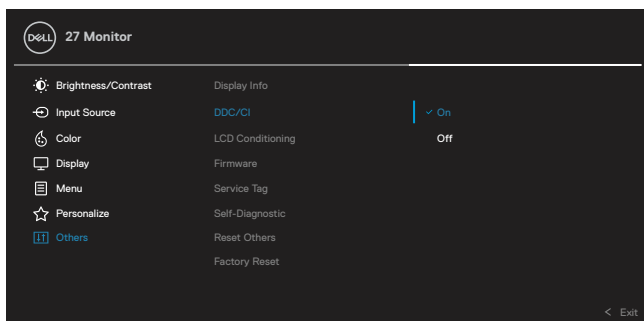 DELL 27 Monitor
Brightness/Contrast Display Info
Input Source DDC/CI ✓ On
Color LCD Conditioning Off
Display Firmware
Menu Service Tag
Personalize Self-Diagnostic
Others Reset Others
Factory Reset
< Exit